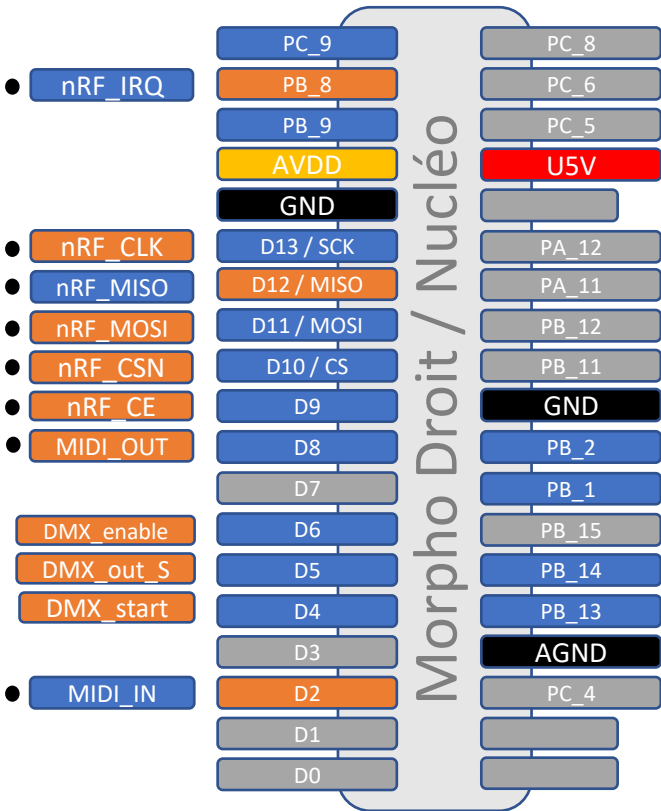 PC_9 PC_8
nRF_IRQ PB_8 PC_6
PB_9 PC_5
AVDD U5V
GND
nRF_CLK D13 / SCK PA_12
nRF_MISO D12 / MISO PA_11
nRF_MOSI D11 / MOSI PB_12
nRF_CSN D10 / CS PB_11
nRF_CE D9 GND
MIDI_OUT D8 PB_2
D7 PB_1
DMX_enable D6 PB_15
DMX_out_S D5 PB_14
DMX_start D4 PB_13
D3 AGND
MIDI_IN D2 PC_4
D1
D0
Morpho Droit / Nucléo